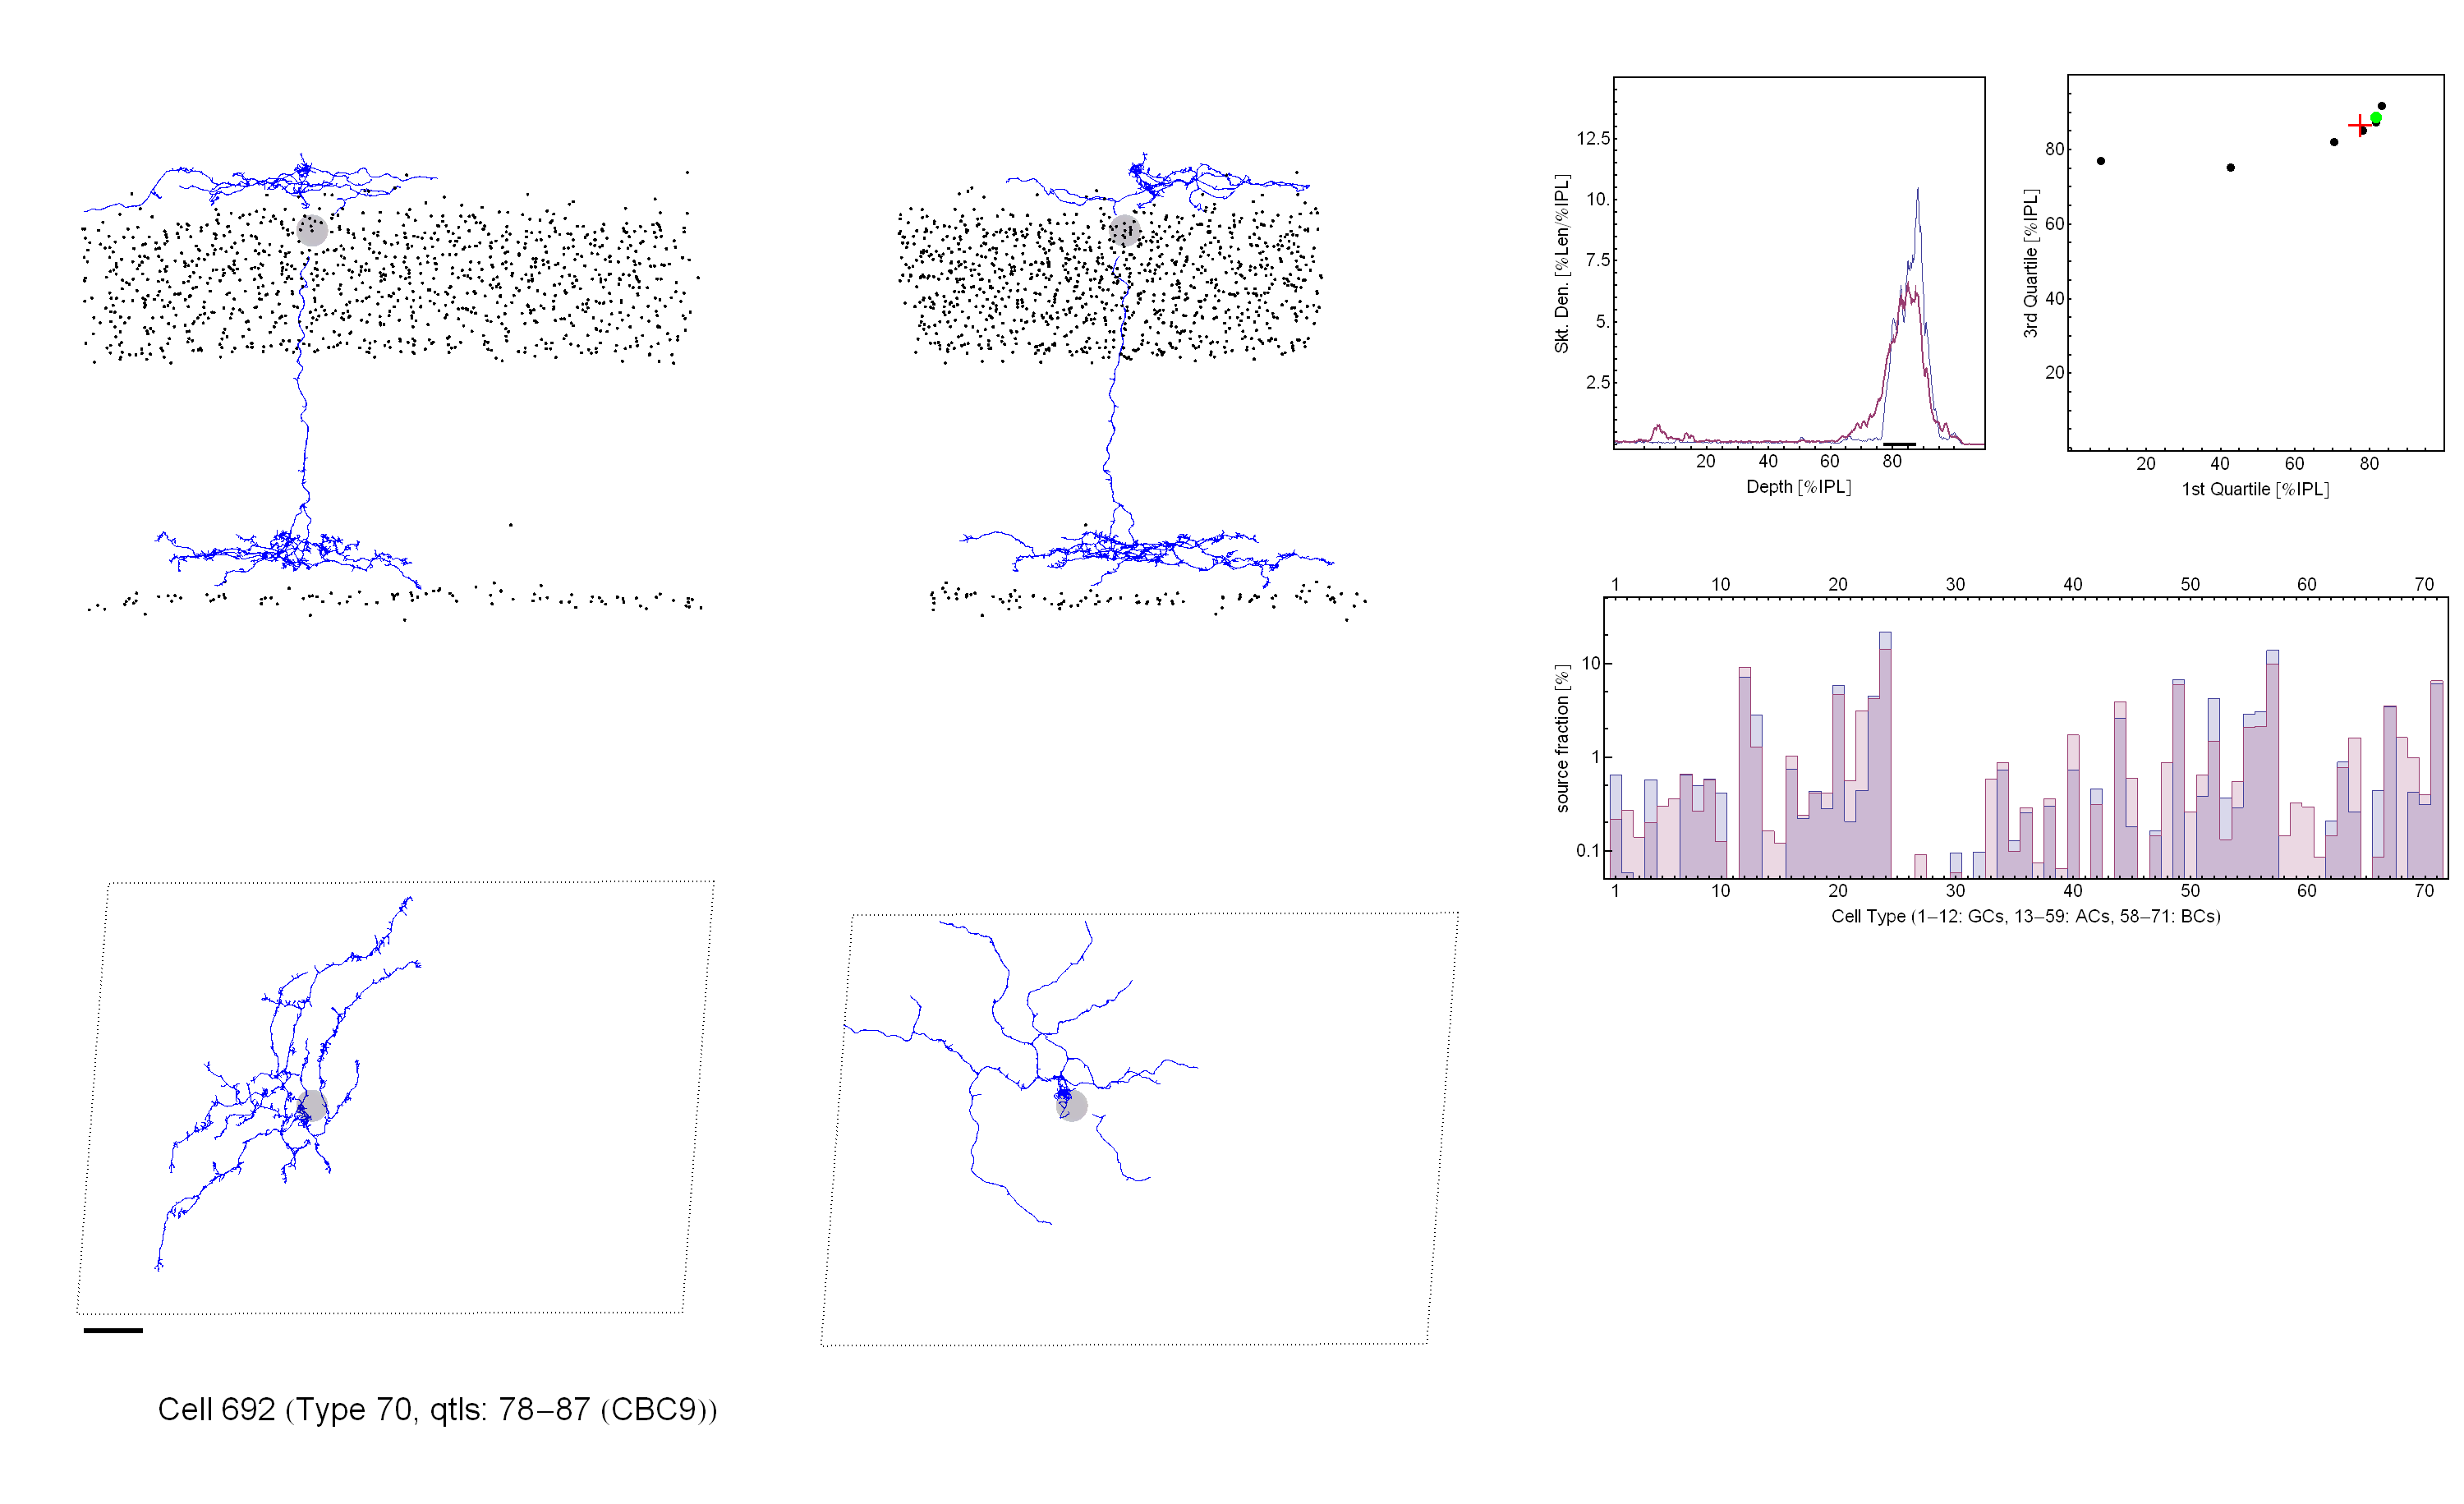 12.5
10.
7.5
5.
2.5
Skt. Den. [%Len/%IPL]
20 40 60 80
Depth [%IPL]
80
60
40
20
3rd Quartile [%IPL]
20 40 60 80
1st Quartile [%IPL]
1 10 20 30 40 50 60 70
10
1
0.1
source fraction [%]
1 10 20 30 40 50 60 70
Cell Type (1–12: GCs, 13–59: ACs, 58–71: BCs)
Cell 692 (Type 70, qtls: 78–87 (CBC9))